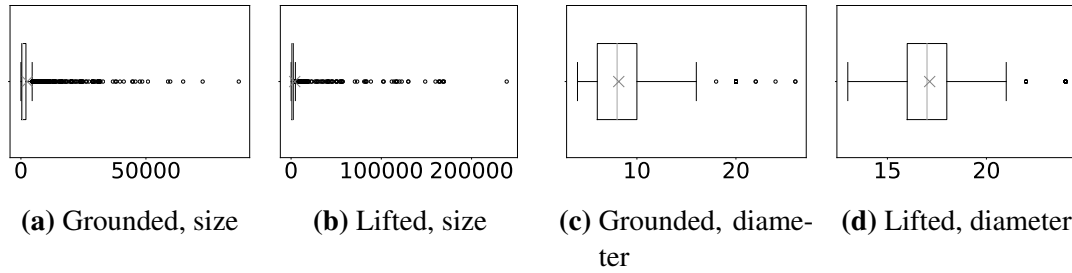 0 50000
0 100000 200000
10 20
15 20
(a) Grounded, size
(b) Lifted, size
(c) Grounded, diame-
ter
(d) Lifted, diameter